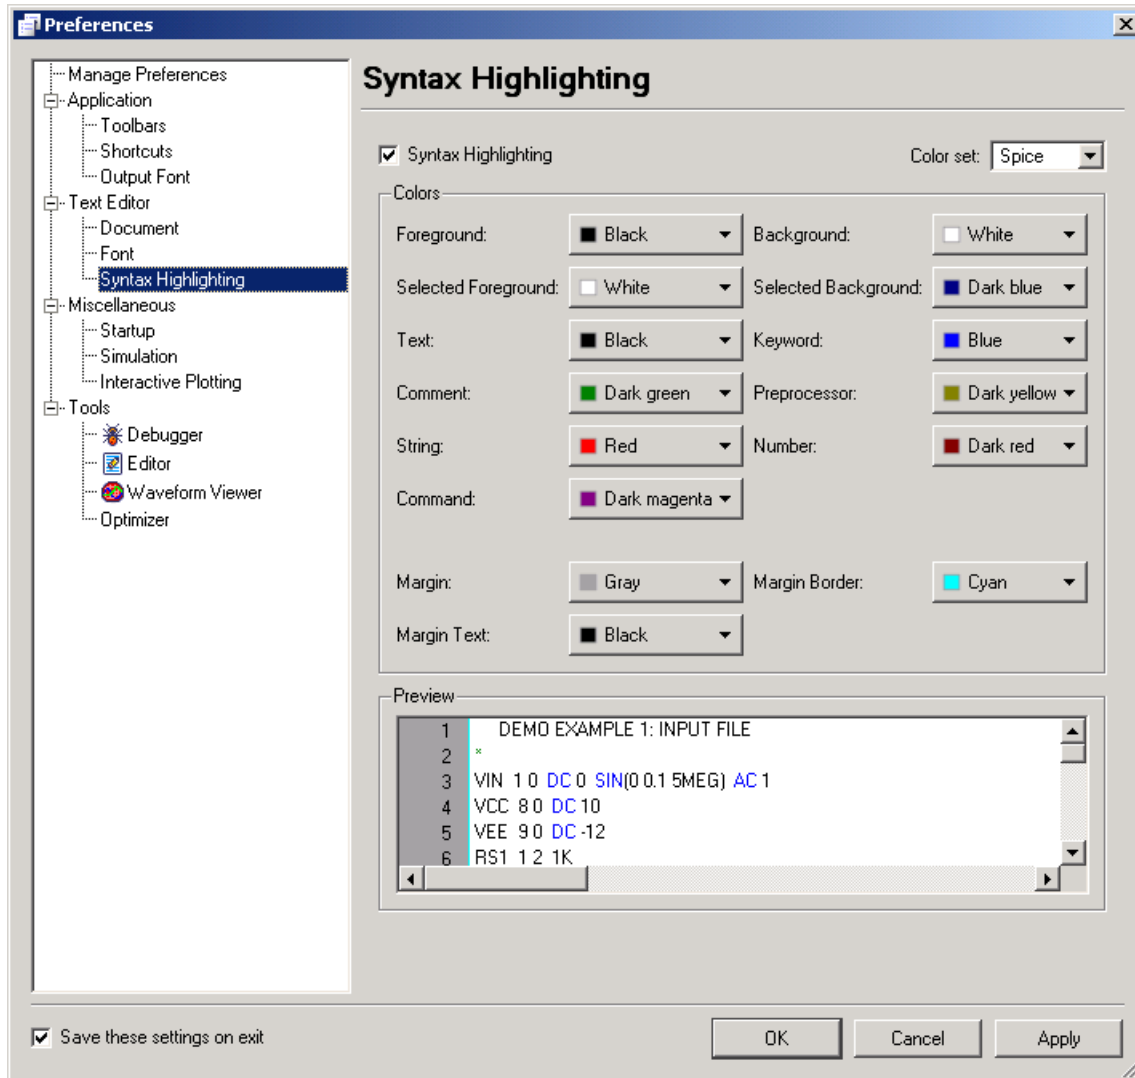 Preferences
Manage Preferences
Application
Toolbars
Shortcuts
Output Font
Text Editor
Document
Font
Syntax Highlighting
Miscellaneous
Startup
Simulation
Interactive Plotting
Tools
Debugger
Editor
Waveform Viewer
Optimizer
Syntax Highlighting
Syntax Highlighting Color set: Spice
Colors
Foreground: Black Background: White
Selected Foreground: White Selected Background: Dark blue
Text: Black Keyword: Blue
Comment: Dark green Preprocessor: Dark yellow
String: Red Number: Dark red
Command: Dark magenta
Margin: Gray Margin Border: Cyan
Margin Text: Black
Preview
1 DEMO EXAMPLE 1: INPUT FILE
2 *
3 VIN 1 0 DC 0 SIN(0 0.1 5MEG) AC 1
4 VCC 8 0 DC 10
5 VEE 9 0 DC -12
6 RS1 1 2 1K
Save these settings on exit OK Cancel Apply